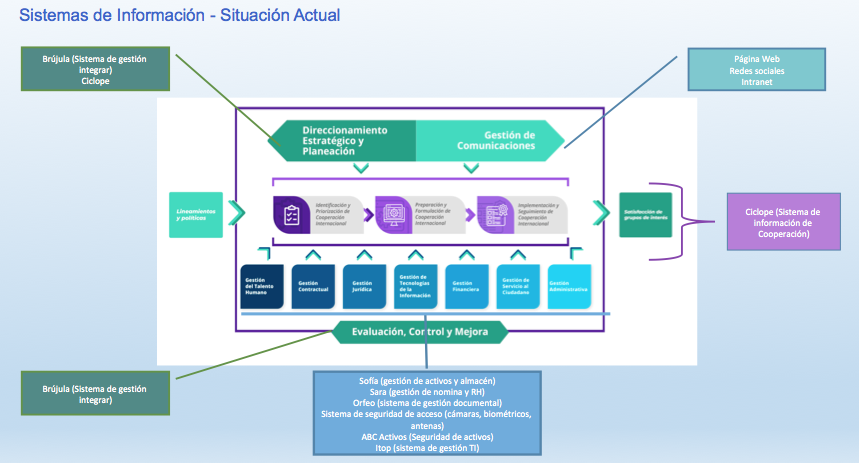 Sistemas de Información - Situación Actual
Brújula (Sistema de gestión
integrar)
Ciclope
Página Web
Redes sociales
Intranet
Direccionamiento
Estratégico y
Planeación
Gestión de
Comunicaciones
Lineamientos
y políticas
Identificación y
Priorización de
Cooperación
Internacional
Preparación y
Formulación de
Cooperación
Internacional
Implementación y
Seguimiento de
Cooperación
Internacional
Satisfacción de
grupos de interés
Ciclope (Sistema de
información de
Cooperación)
Gestión
del Talento
Humano
Gestión
Contractual
Gestión
Jurídica
Gestión de
Tecnologías
de la
Información
Gestión
Financiera
Gestión de
Servicio al
Ciudadano
Gestión
Administrativa
Evaluación, Control y Mejora
Brújula (Sistema de gestión
integrar)
Sofía (gestión de activos y almacén)
Sara (gestión de nomina y RH)
Orfeo (sistema de gestión documental)
Sistema de seguridad de acceso (cámaras, biométricos,
antenas)
ABC Activos (Seguridad de activos)
Itop (sistema de gestión TI)